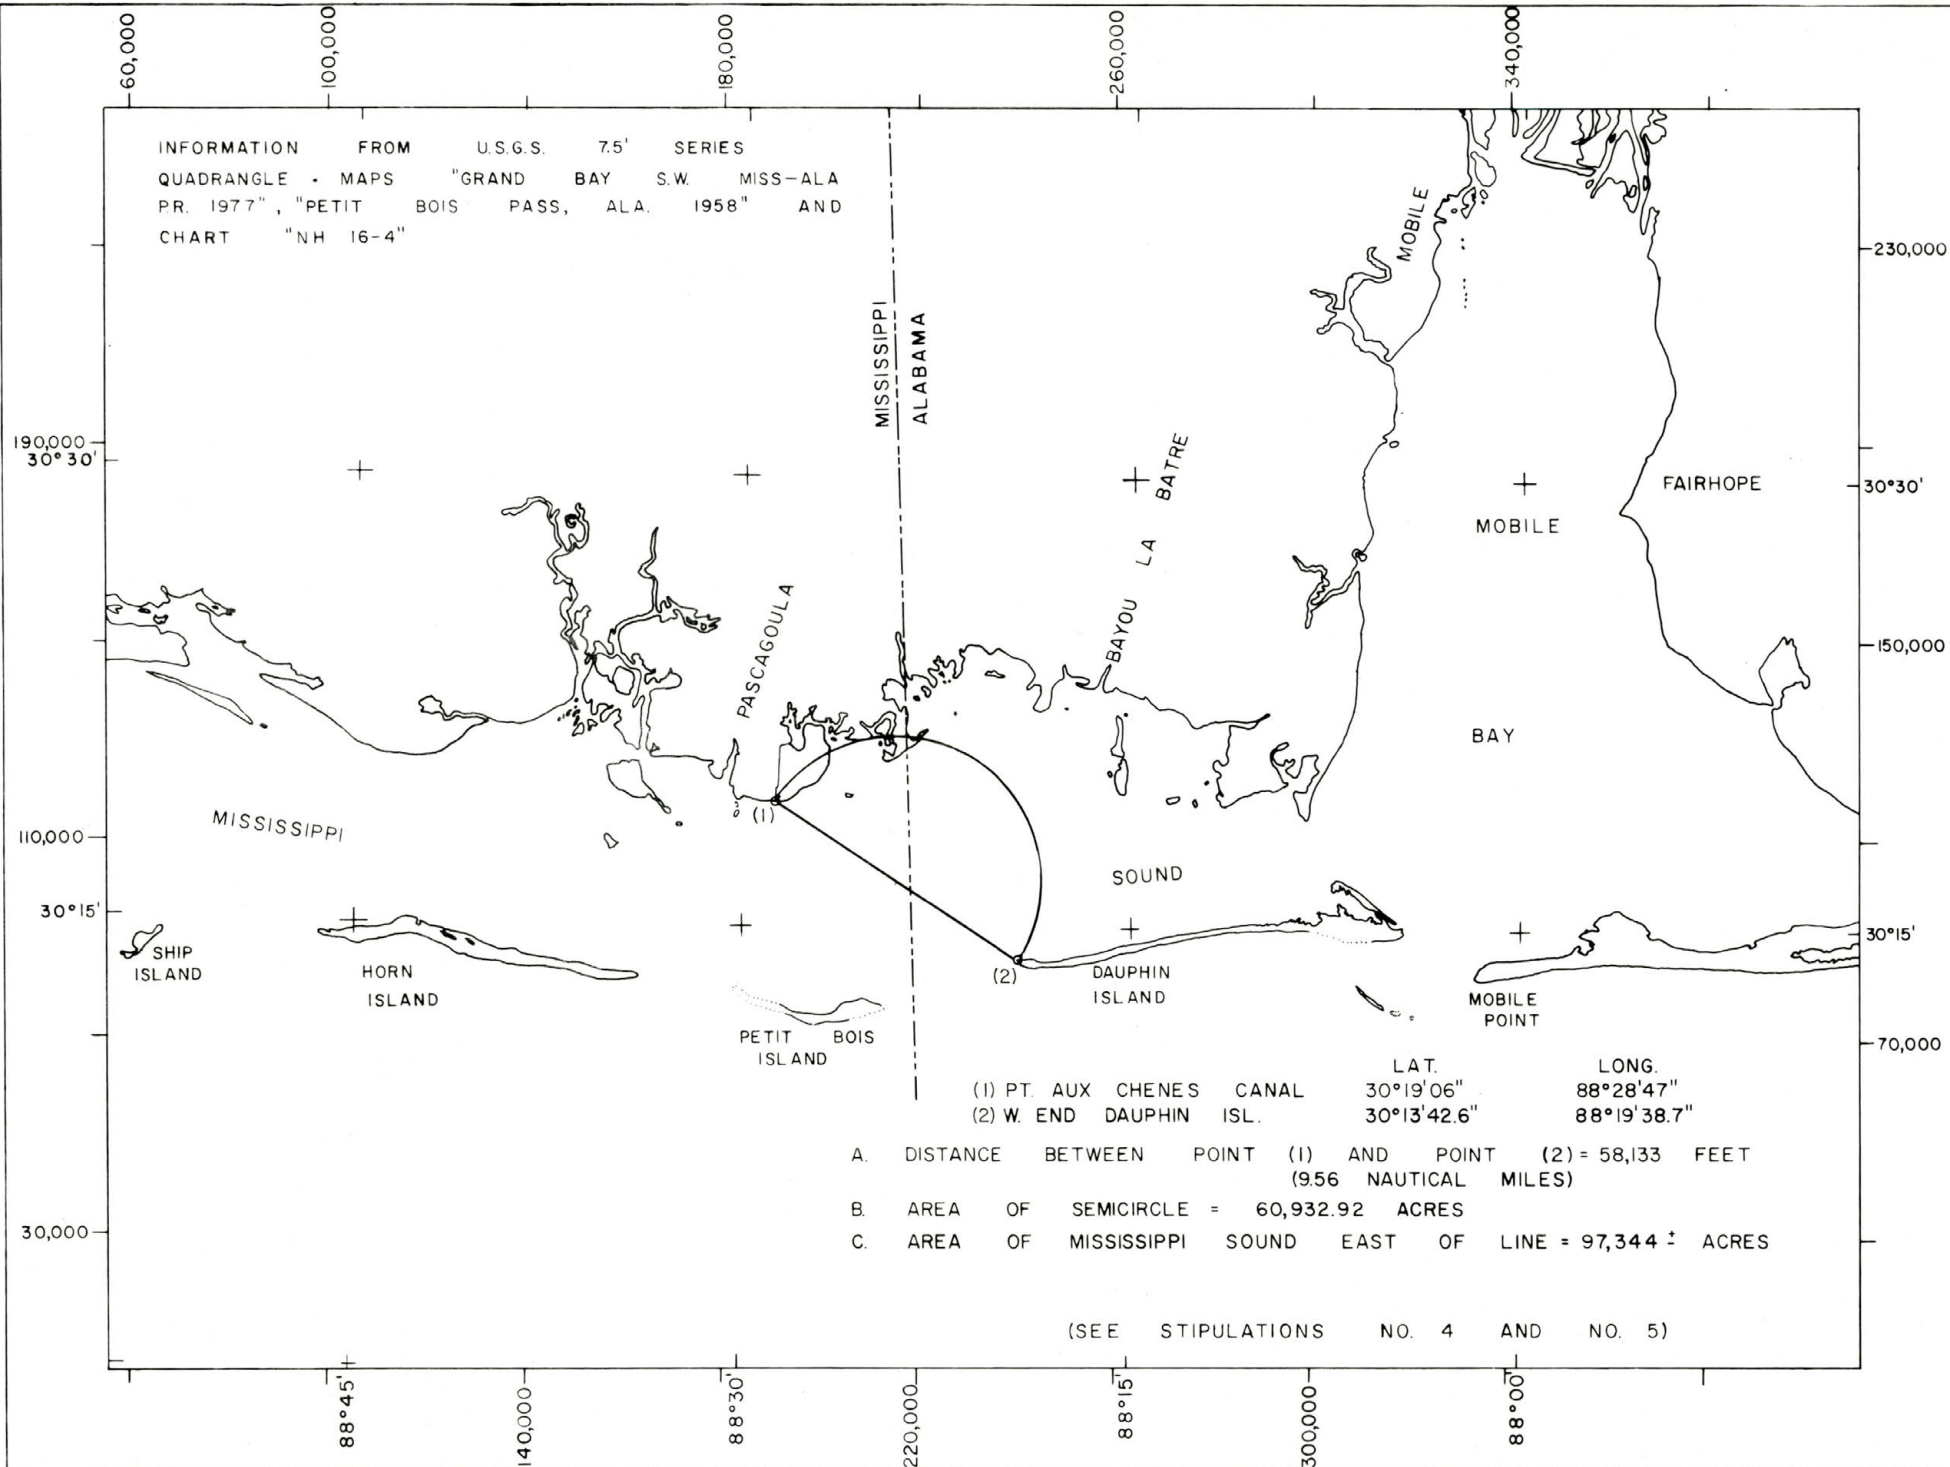 60,000
100,000
180,000
260,000
340,000
INFORMATION FROM U.S.G.S. 7.5' SERIES
QUADRANGLE - MAPS "GRAND BAY S.W. MISS-ALA
P.R. 1977", "PETIT BOIS PASS, ALA. 1958" AND
CHART "NH 16-4"
MOBILE
230,000
MISSISSIPPI
ALABAMA
190,000
30°30'
BAYOU LA BATRE
FAIRHOPE
30°30'
MOBILE
PASCAGOULA
150,000
BAY
(1)
MISSISSIPPI
110,000
SOUND
30°15'
30°15'
SHIP
ISLAND
HORN
ISLAND
(2)
DAUPHIN
ISLAND
MOBILE
POINT
PETIT BOIS
ISLAND
70,000
LAT. LONG.
(1) PT. AUX CHENES CANAL 30°19'06" 88°28'47"
(2) W. END DAUPHIN ISL. 30°13'42.6" 88°19'38.7"
A. DISTANCE BETWEEN POINT (1) AND POINT (2) = 58,133 FEET
(9.56 NAUTICAL MILES)
B. AREA OF SEMICIRCLE = 60,932.92 ACRES
30,000
C. AREA OF MISSISSIPPI SOUND EAST OF LINE = 97,344 ± ACRES
(SEE STIPULATIONS NO. 4 AND NO. 5)
88°45'
140,000
88°30'
220,000
88°15'
300,000
88°00'